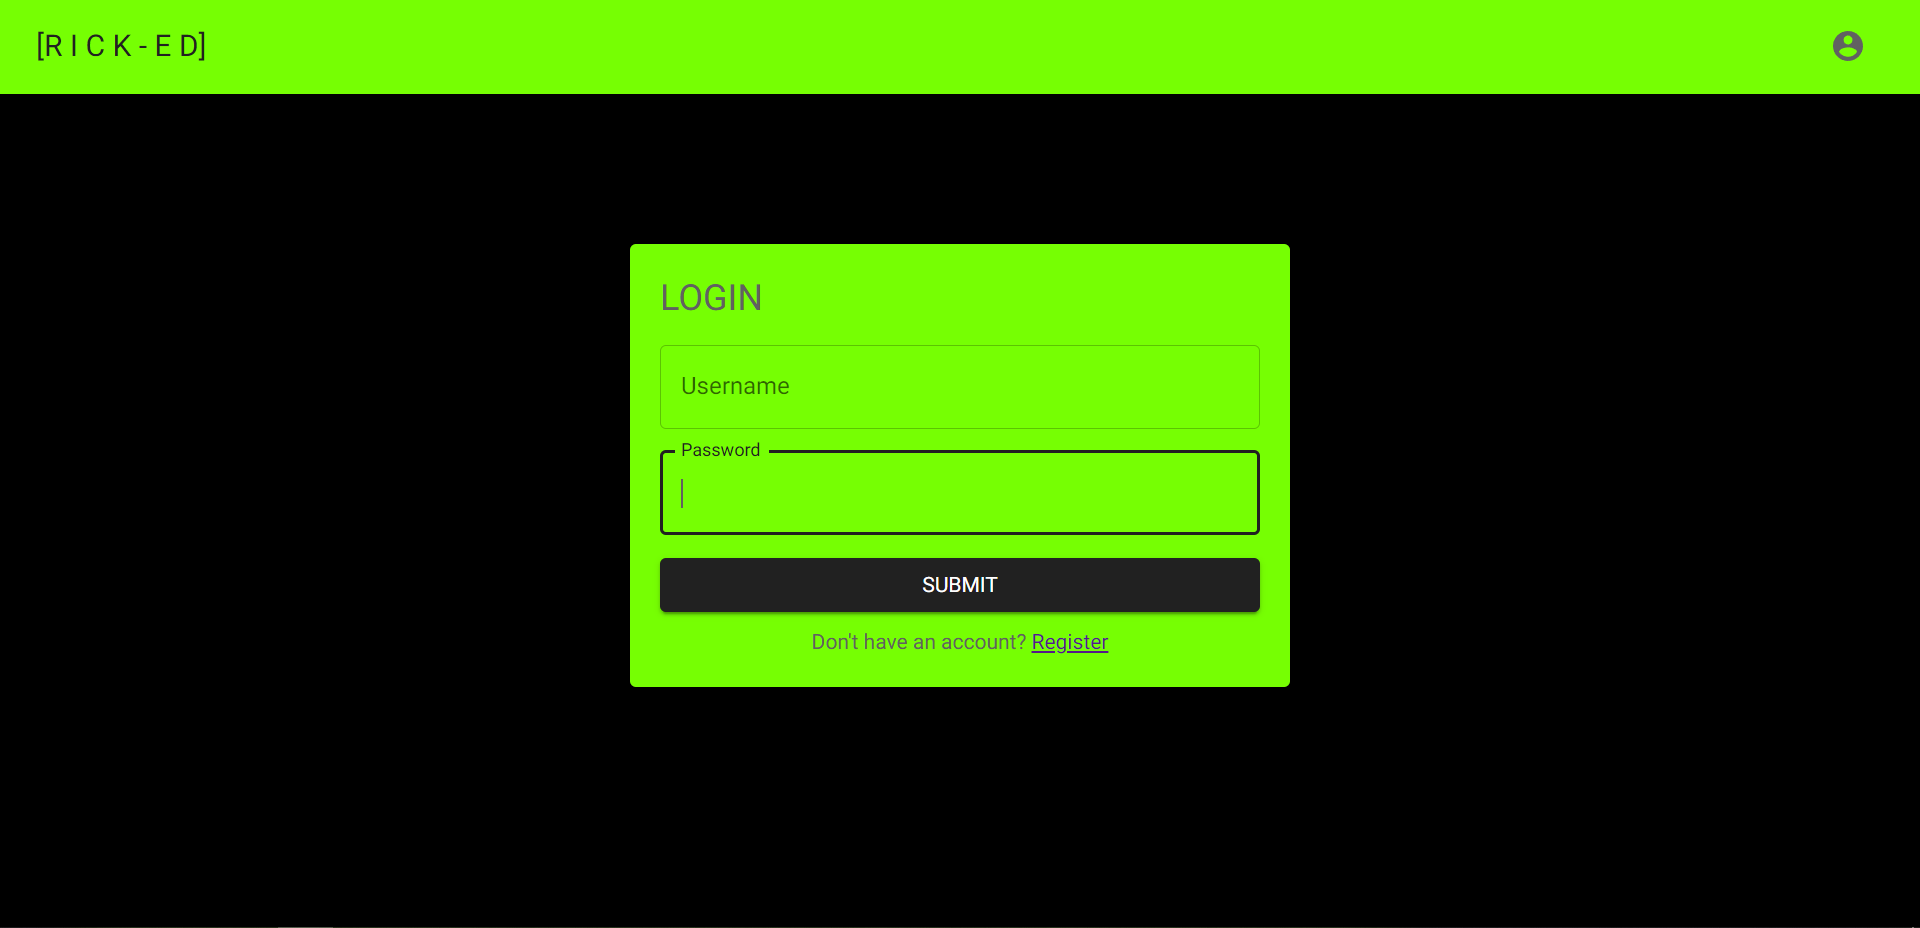 [R I C K - E D]
LOGIN
Username
Password
SUBMIT
Don't have an account? Register